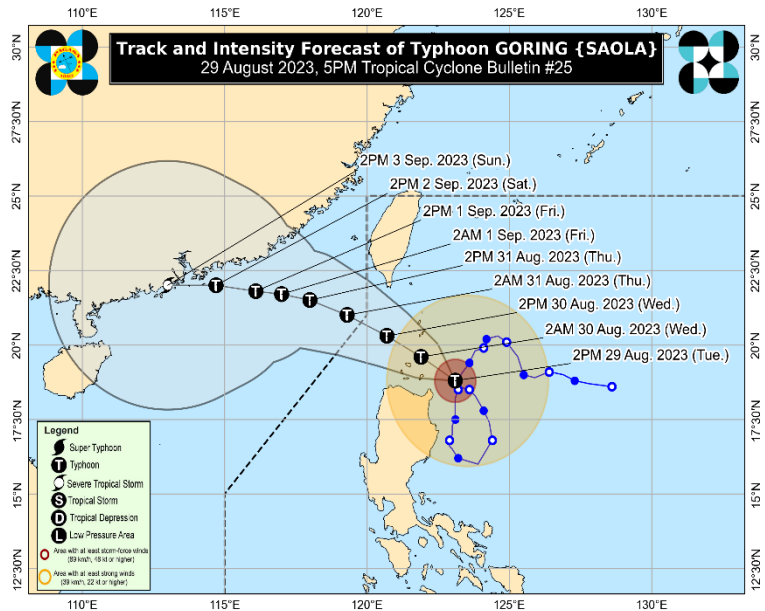 Track and Intensity Forecast of Typhoon GORING {SAOLA}
29 August 2023, 5PM Tropical Cyclone Bulletin #25
110°E 115°E 120°E 125°E 130°E
30°N 30°N
27°30'N 27°30'N
25°N 25°N
22°30'N 22°30'N
20°N 20°N
17°30'N 17°30'N
15°N 15°N
12°30'N 12°30'N
2PM 3 Sep. 2023 (Sun.)
2PM 2 Sep. 2023 (Sat.)
2PM 1 Sep. 2023 (Fri.)
2AM 1 Sep. 2023 (Fri.)
2PM 31 Aug. 2023 (Thu.)
2AM 31 Aug. 2023 (Thu.)
2PM 30 Aug. 2023 (Wed.)
2AM 30 Aug. 2023 (Wed.)
2PM 29 Aug. 2023 (Tue.)
T T T T T T T T
Legend
Super Typhoon
T Typhoon
Severe Tropical Storm
S Tropical Storm
D Tropical Depression
L Low Pressure Area
Area with at least storm-force winds
(89 km/h, 48 kt or higher)
Area with at least strong winds
(39 km/h, 22 kt or higher)
110°E 115°E 120°E 125°E 130°E